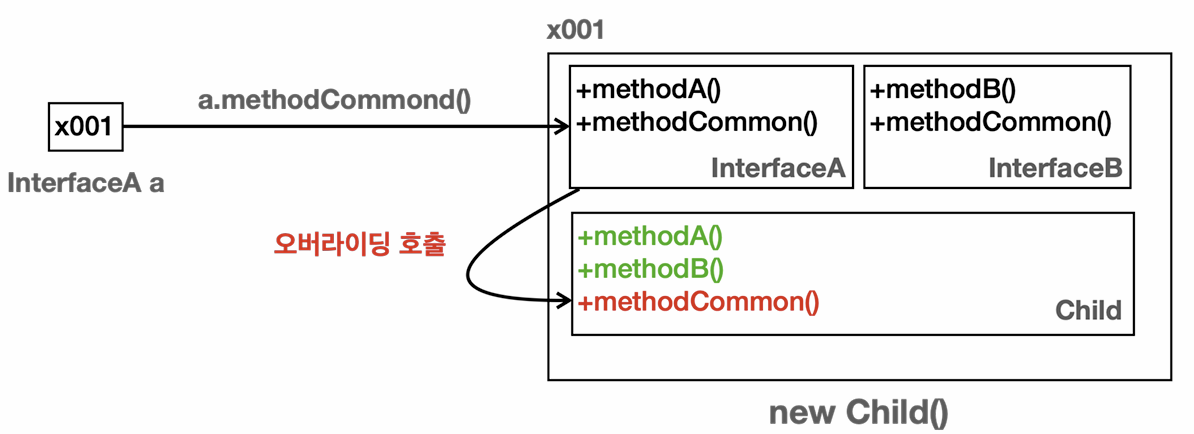 x001
a.methodCommond()
x001
InterfaceA a
+methodA()
+methodCommon()
InterfaceA
+methodB()
+methodCommon()
InterfaceB
오버라이딩 호출
+methodA()
+methodB()
+methodCommon()
Child
new Child()